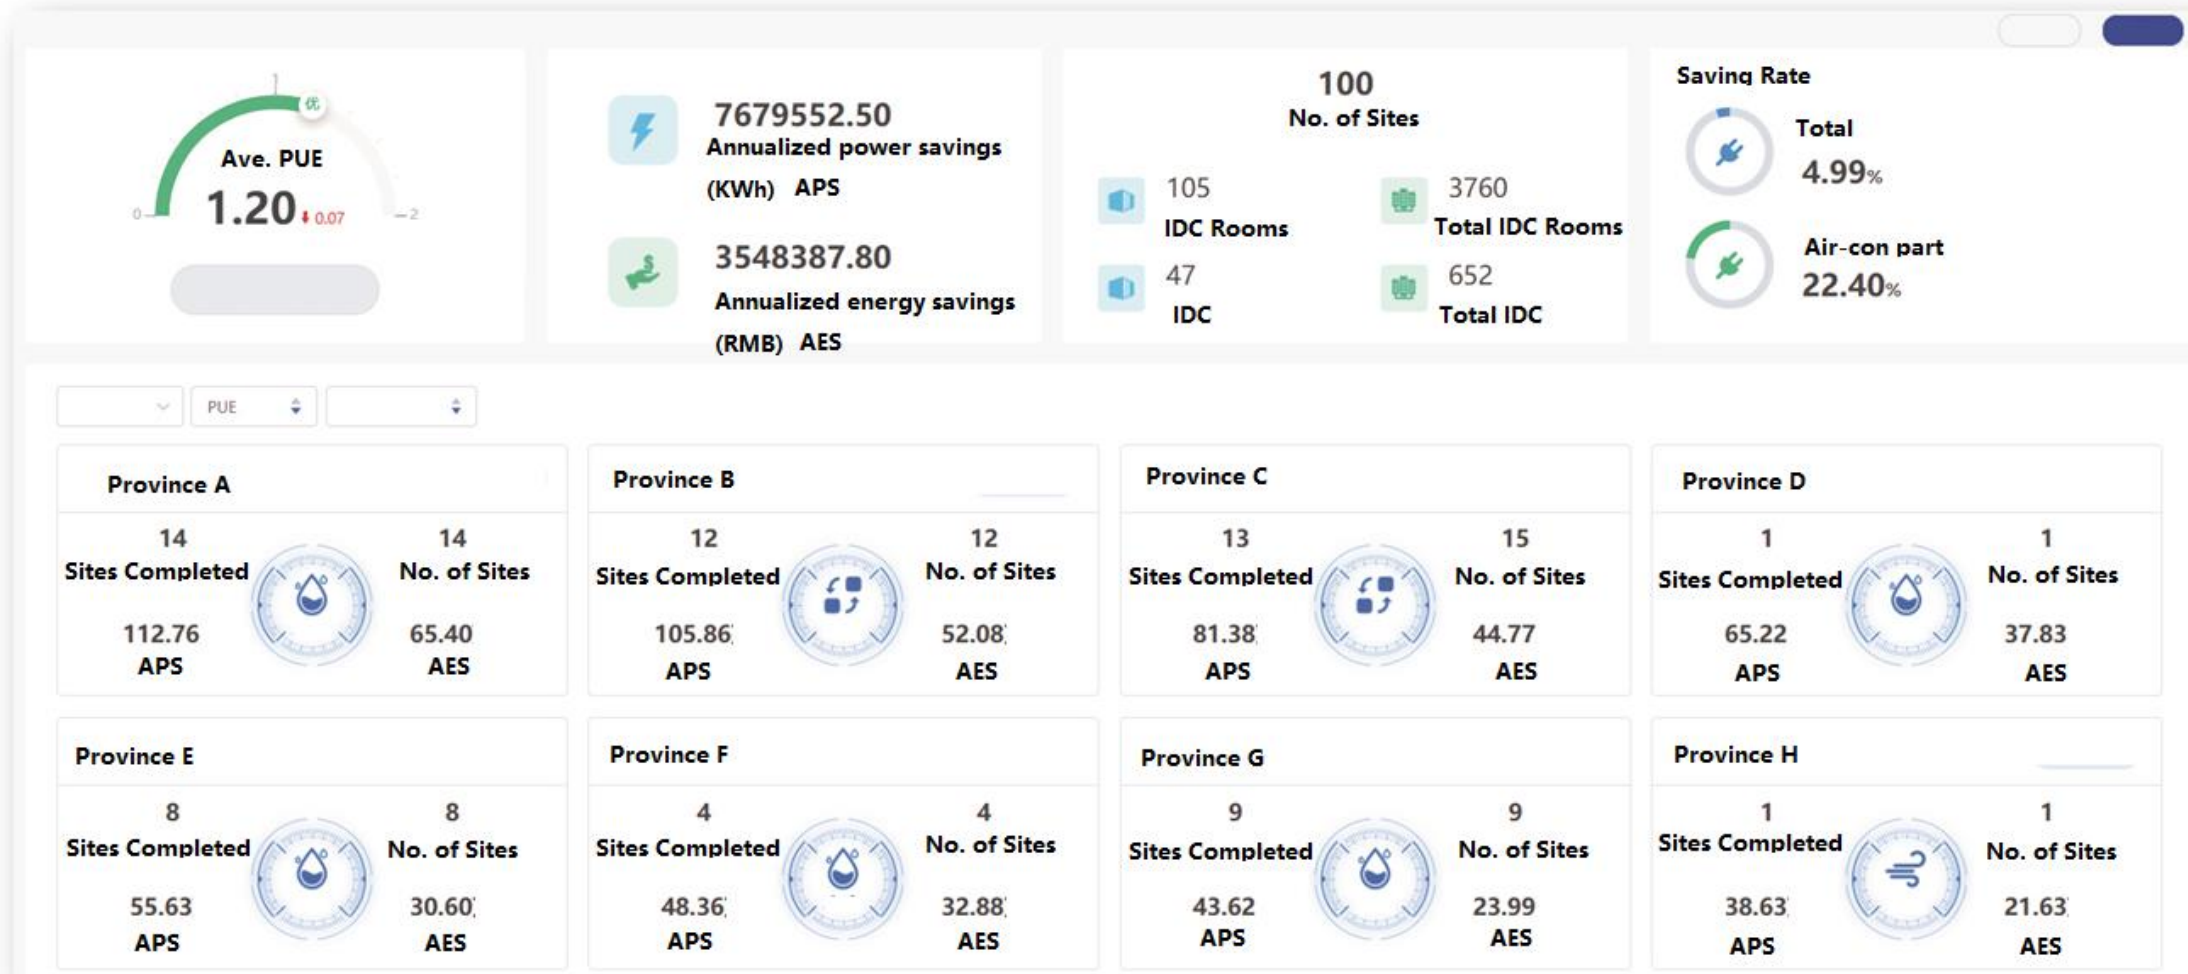 1
优
Ave. PUE
1.20 0.07
0
2
7679552.50
Annualized power savings
(KWh) APS
3548387.80
Annualized energy savings
(RMB) AES
100
No. of Sites
105
IDC Rooms
3760
Total IDC Rooms
47
IDC
652
Total IDC
Saving Rate
Total
4.99%
Air-con part
22.40%
PUE
Province A
14
Sites Completed
14
No. of Sites
112.76
APS
65.40
AES
Province B
12
Sites Completed
12
No. of Sites
105.86
APS
52.08
AES
Province C
13
Sites Completed
15
No. of Sites
81.38
APS
44.77
AES
Province D
1
Sites Completed
1
No. of Sites
65.22
APS
37.83
AES
Province E
8
Sites Completed
8
No. of Sites
55.63
APS
30.60
AES
Province F
4
Sites Completed
4
No. of Sites
48.36
APS
32.88
AES
Province G
9
Sites Completed
9
No. of Sites
43.62
APS
23.99
AES
Province H
1
Sites Completed
1
No. of Sites
38.63
APS
21.63
AES